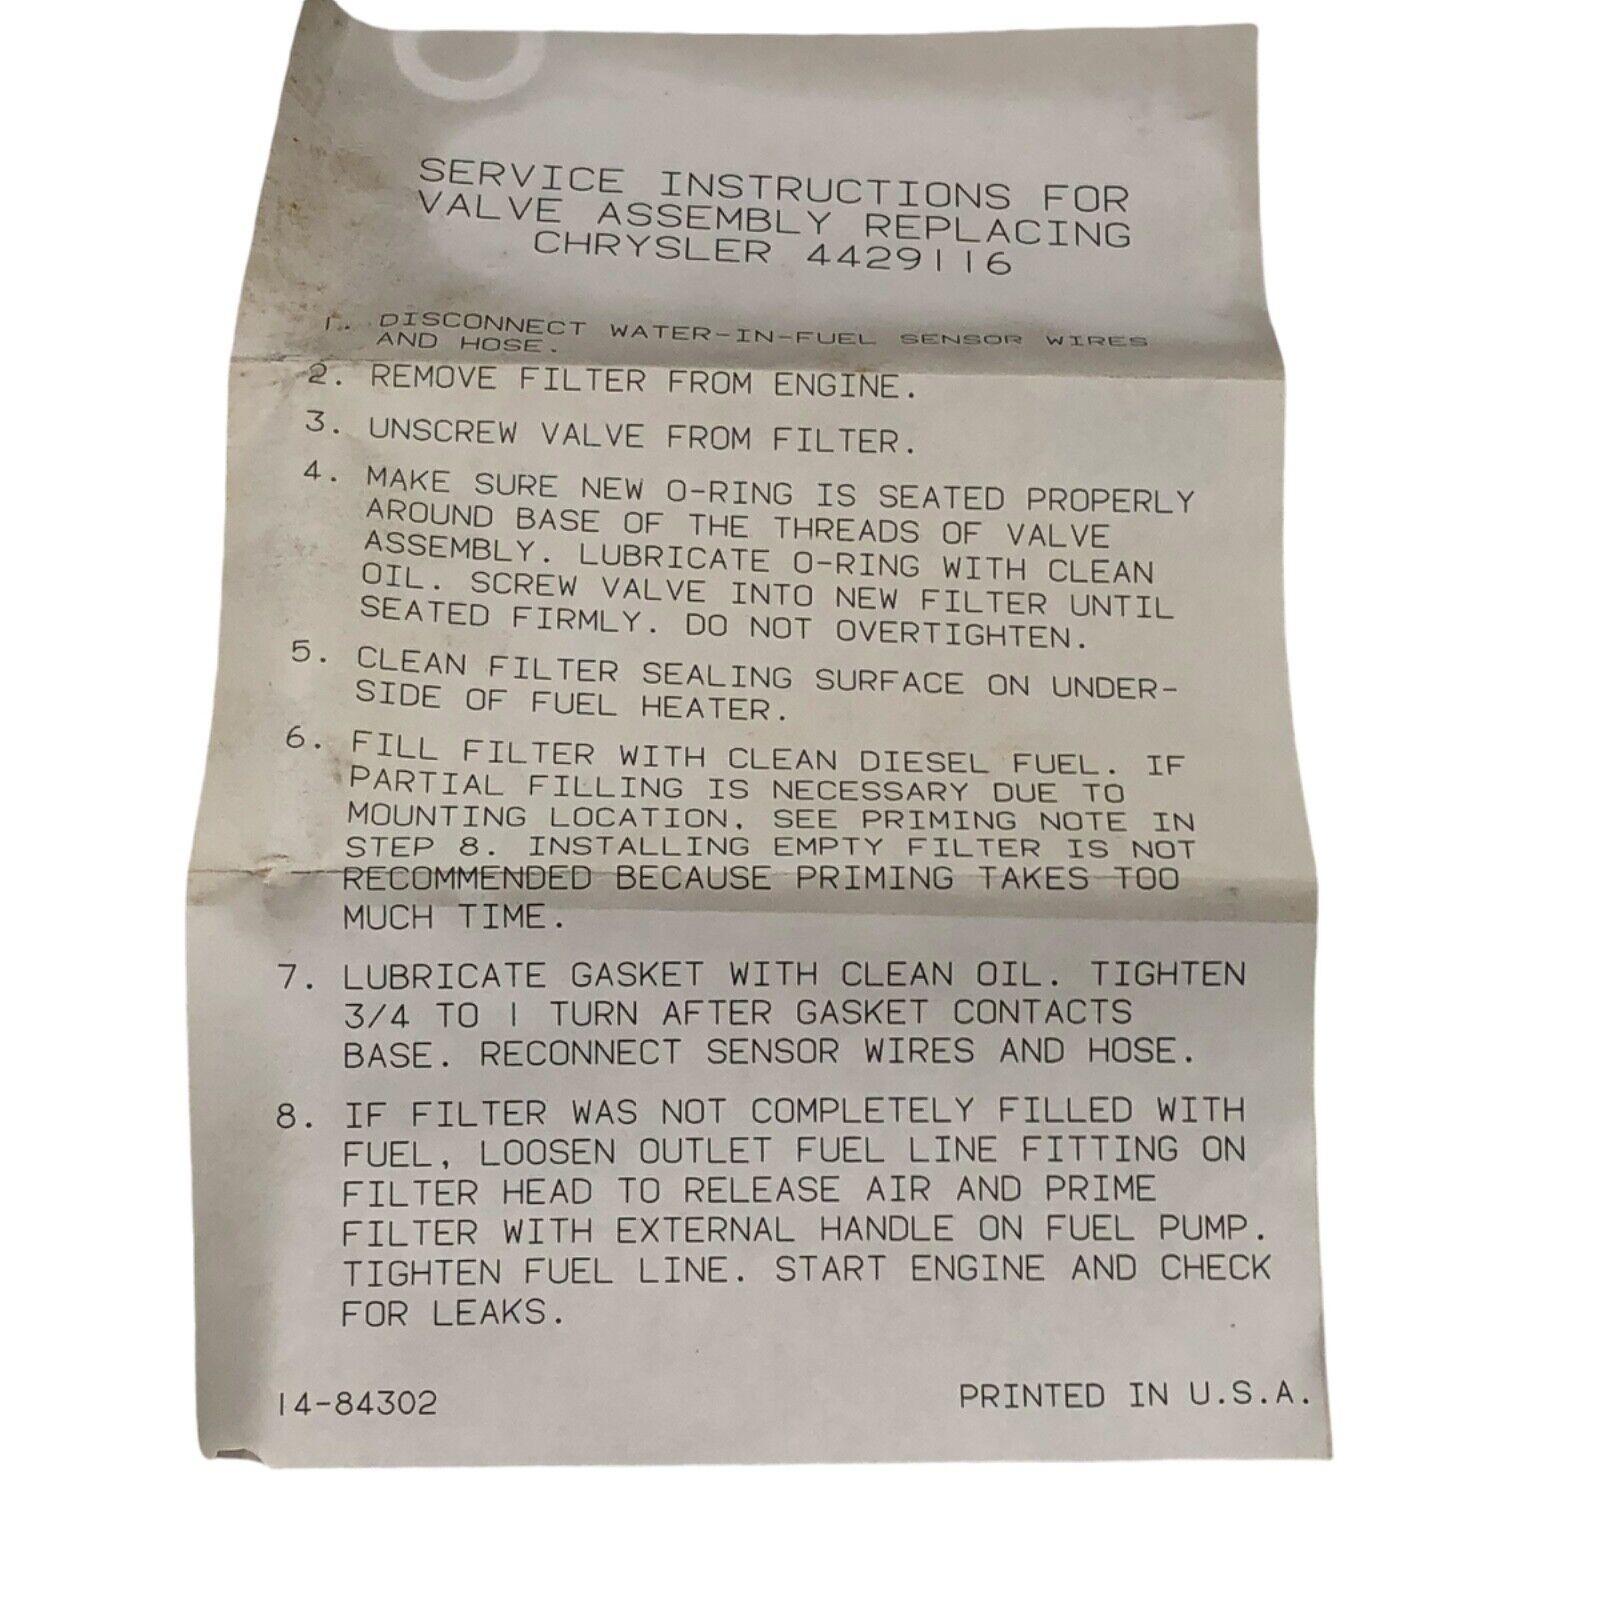 SERVICE INSTRUCTIONS FOR
VALVE ASSEMBLY REPLACING
CHRYSLER 4429116
1. DISCONNECT WATER-IN-FUEL SENSOR WIRES
AND HOSE.
2. REMOVE FILTER FROM ENGINE.
3. UNSCREW VALVE FROM FILTER.
4. MAKE SURE NEW O-RING IS SEATED PROPERLY
AROUND BASE OF THE THREADS OF VALVE
ASSEMBLY. LUBRICATE O-RING WITH CLEAN
OIL. SCREW VALVE INTO NEW FILTER UNTIL
SEATED FIRMLY. DO NOT OVERTIGHTEN.
5. CLEAN FILTER SEALING SURFACE ON UNDER-
SIDE OF FUEL HEATER.
6. FILL FILTER WITH CLEAN DIESEL FUEL. IF
PARTIAL FILLING IS NECESSARY DUE TO
MOUNTING LOCATION, SEE PRIMING NOTE IN
STEP 8. INSTALLING EMPTY FILTER IS NOT
RECOMMENDED BECAUSE PRIMING TAKES TOO
MUCH TIME.
7. LUBRICATE GASKET WITH CLEAN OIL. TIGHTEN
3/4 TO 1 TURN AFTER GASKET CONTACTS
BASE. RECONNECT SENSOR WIRES AND HOSE.
8. IF FILTER WAS NOT COMPLETELY FILLED WITH
FUEL, LOOSEN OUTLET FUEL LINE FITTING ON
FILTER HEAD TO RELEASE AIR AND PRIME
FILTER WITH EXTERNAL HANDLE ON FUEL PUMP.
TIGHTEN FUEL LINE. START ENGINE AND CHECK
FOR LEAKS.
14-84302
PRINTED IN U.S.A.